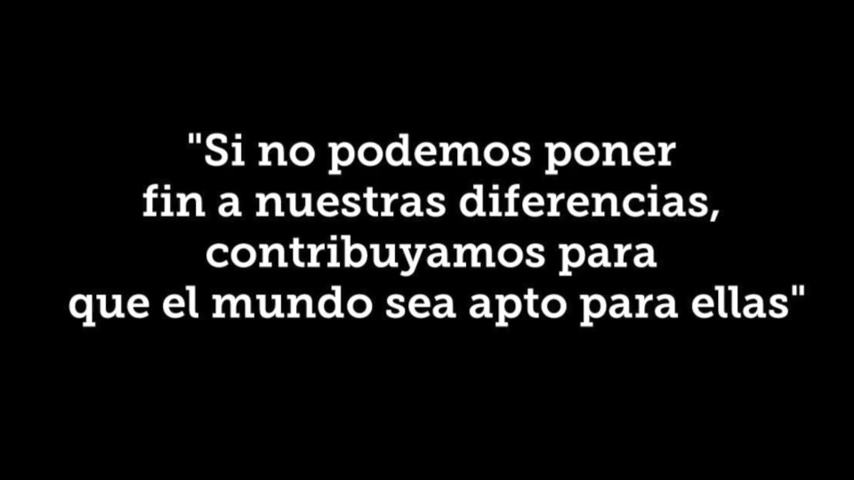 "Si no podemos poner
fin a nuestras diferencias,
contribuyamos para
que el mundo sea apto para ellas"